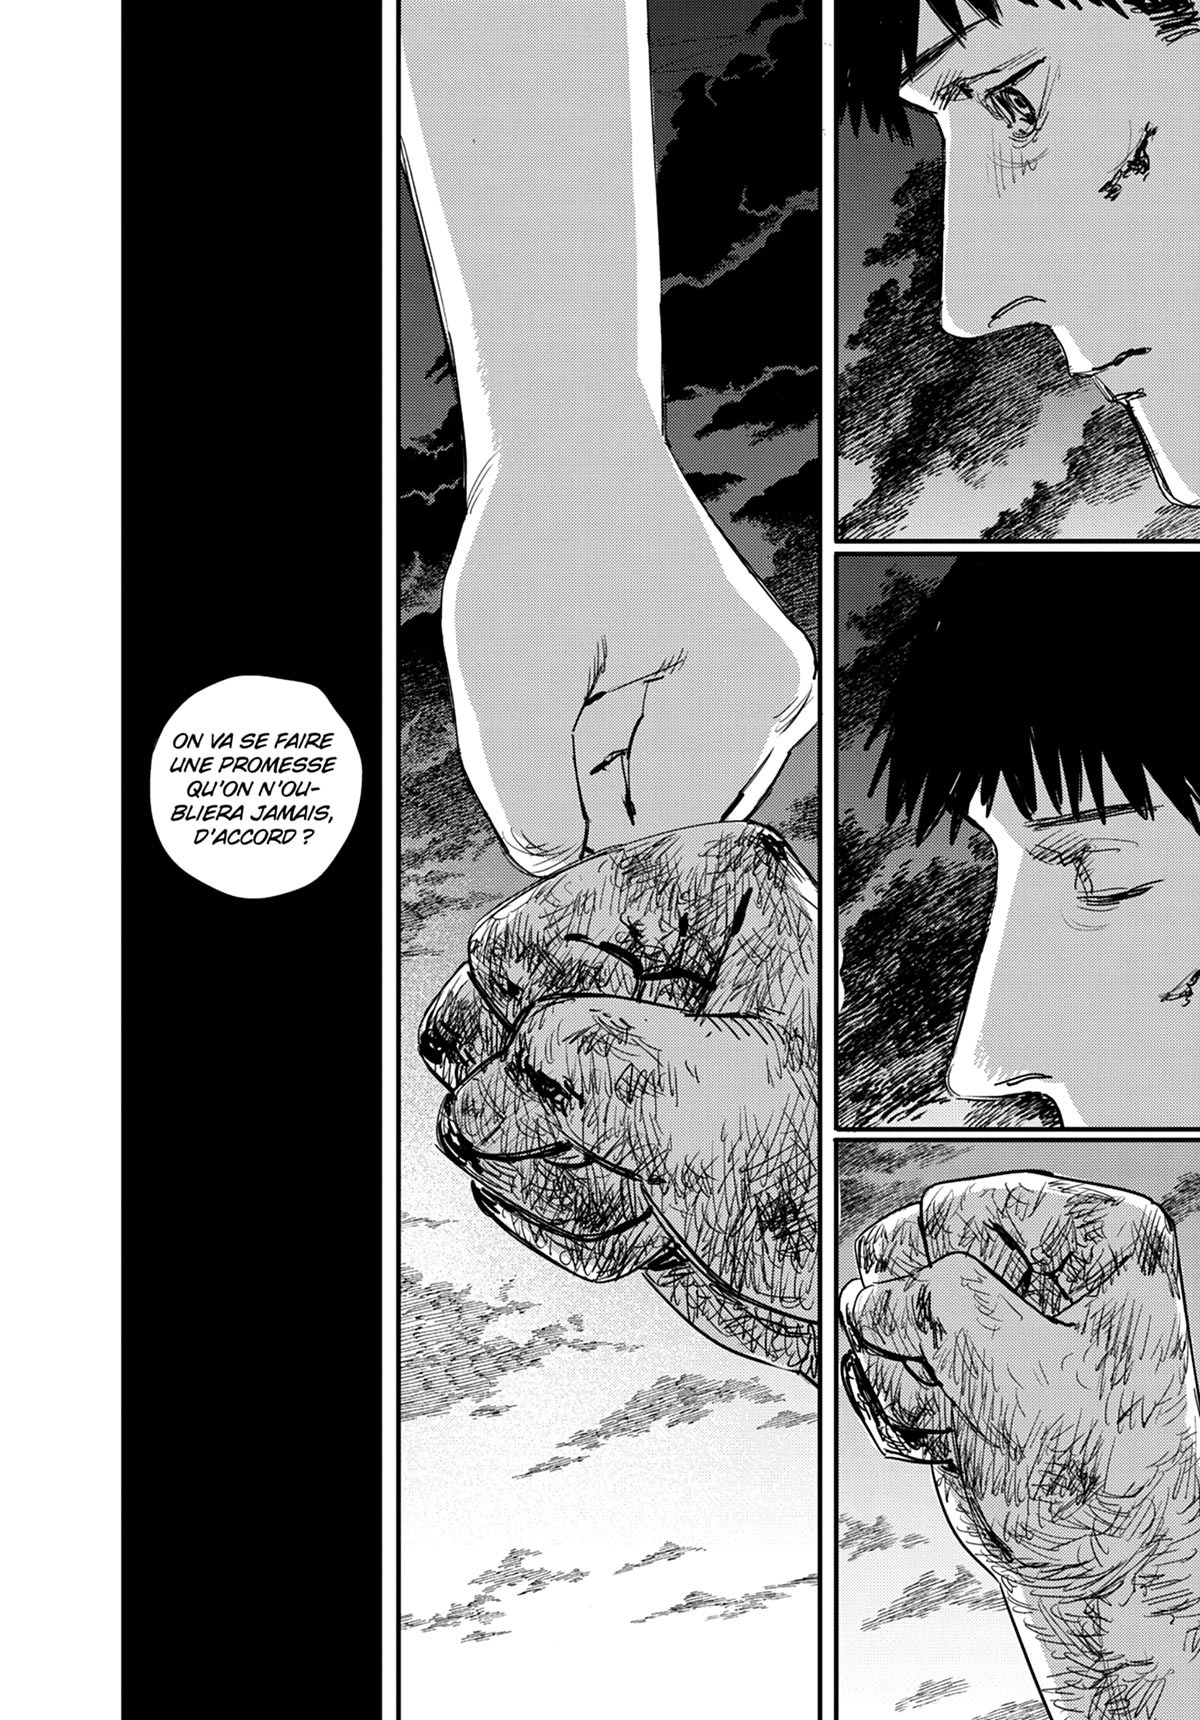 ON VA SE FAIRE
UNE PROMESSE
QU'ON N'OU-
BLIERA JAMAIS,
D'ACCORD ?